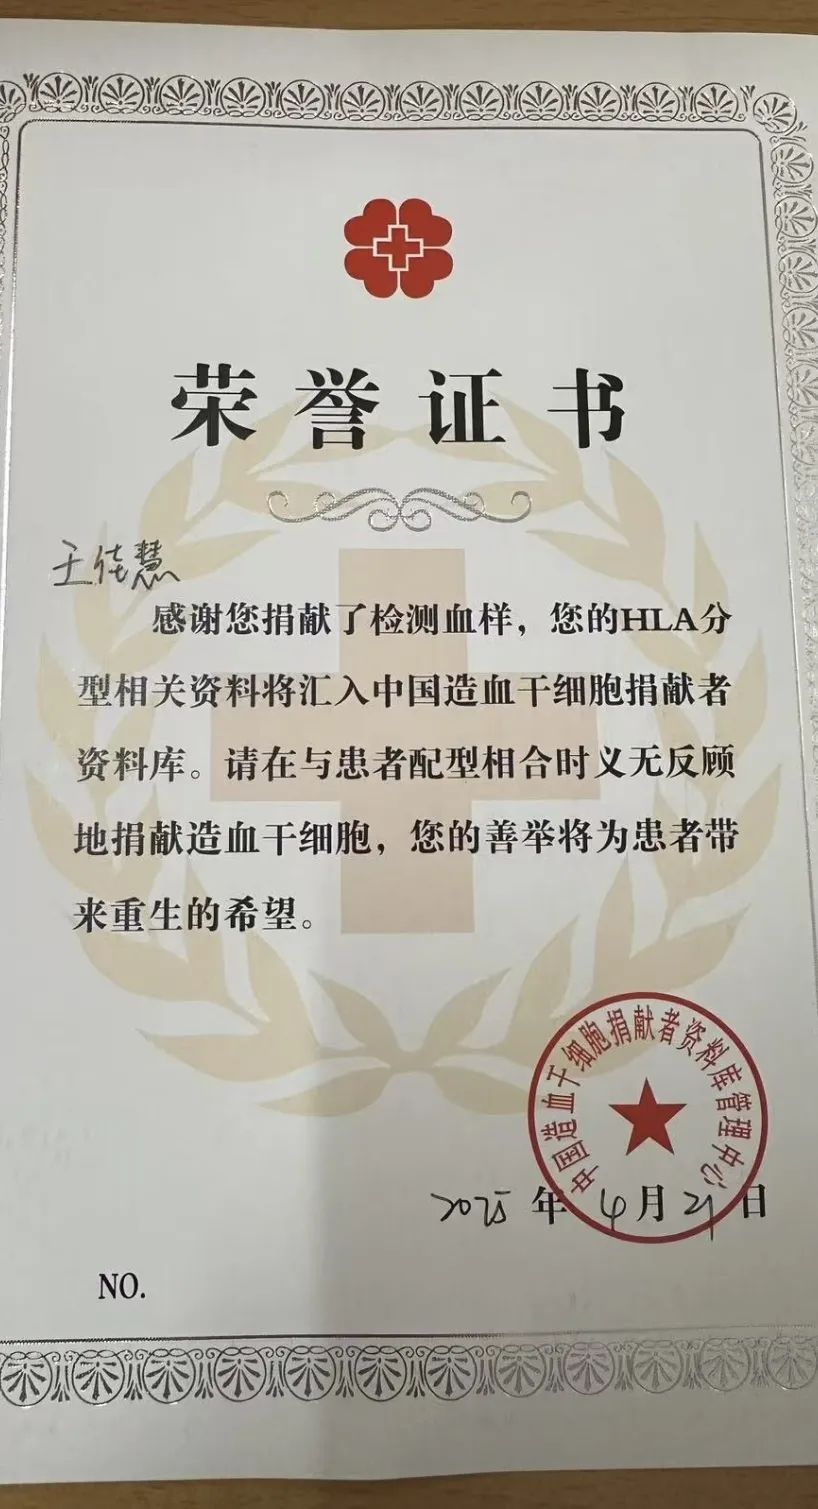 荣誉证书
王佳慧
感谢您捐献了检测血样，您的HLA分
型相关资料将汇入中国造血干细胞捐献者
资料库。请在与患者配型相合时义无反顾
地捐献造血干细胞，您的善举将为患者带
来重生的希望。
中国造血干细胞捐献者资料库管理中心
2025年4月21日
NO.